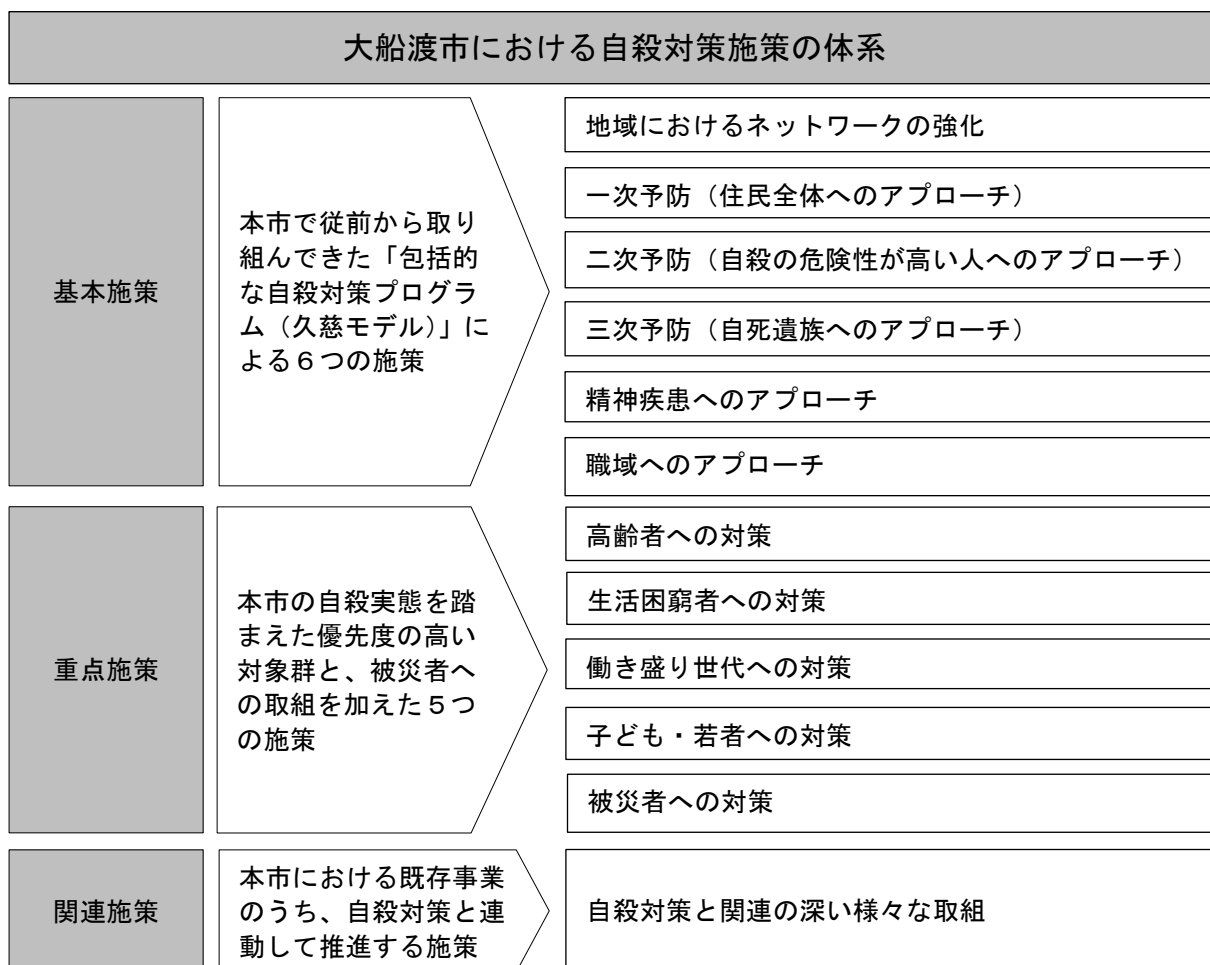 大船渡市における自殺対策施策の体系
基本施策
本市で従前から取り
組んできた「包括的
な自殺対策プログラ
ム（久慈モデル）」に
よる６つの施策
地域におけるネットワークの強化
一次予防（住民全体へのアプローチ）
二次予防（自殺の危険性が高い人へのアプローチ）
三次予防（自死遺族へのアプローチ）
精神疾患へのアプローチ
職域へのアプローチ
重点施策
本市の自殺実態を踏
まえた優先度の高い
対象群と、被災者へ
の取組を加えた５つ
の施策
高齢者への対策
生活困窮者への対策
働き盛り世代への対策
子ども・若者への対策
被災者への対策
関連施策
本市における既存事業
のうち、自殺対策と連
動して推進する施策
自殺対策と関連の深い様々な取組